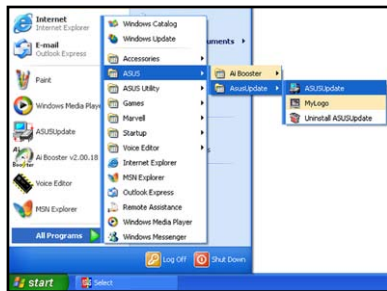 Internet
Internet Explorer
E-mail
Outlook Express
Paint
Windows Media Playe
ASUSUpdate
Ai Booster v2.00.18
Voice Editor
MSN Explorer
All Programs
Windows Catalog
Windows Update
Accessories
ASUS
ASUS Utility
Games
Marvell
Startup
Voice Editor
Internet Explorer
MSN Explorer
Outlook Express
Remote Assistance
Windows Media Player
Windows Messenger
uments
s
Ai Booster
AsusUpdate
ASUSUpdate
MyLogo
Uninstall ASUSUpdate
Log Off
Shut Down
start
Select